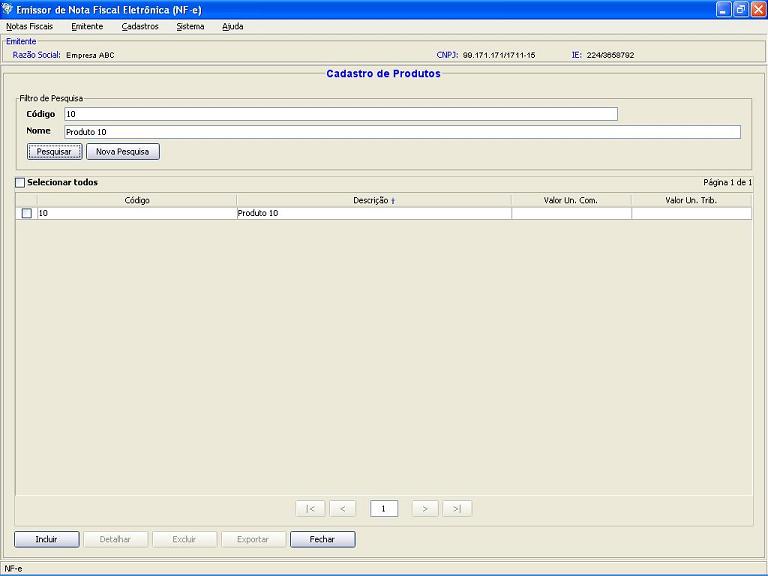 Emissor de Nota Fiscal Eletrônica (NF-e)
Notas Fiscais Emitente Cadastros Sistema Ajuda
Emitente
Razão Social: Empresa ABC CNPJ: 99.171.171/1711-15 IE: 224/3658792
Cadastro de Produtos
Filtro de Pesquisa
Código 10
Nome Produto 10
Pesquisar Nova Pesquisa
Selecionar todos Página 1 de 1
Código Descrição Valor Un. Com. Valor Un. Trib.
10 Produto 10
|< < 1 > >|
Incluir Detalhar Excluir Exportar Fechar
NF-e